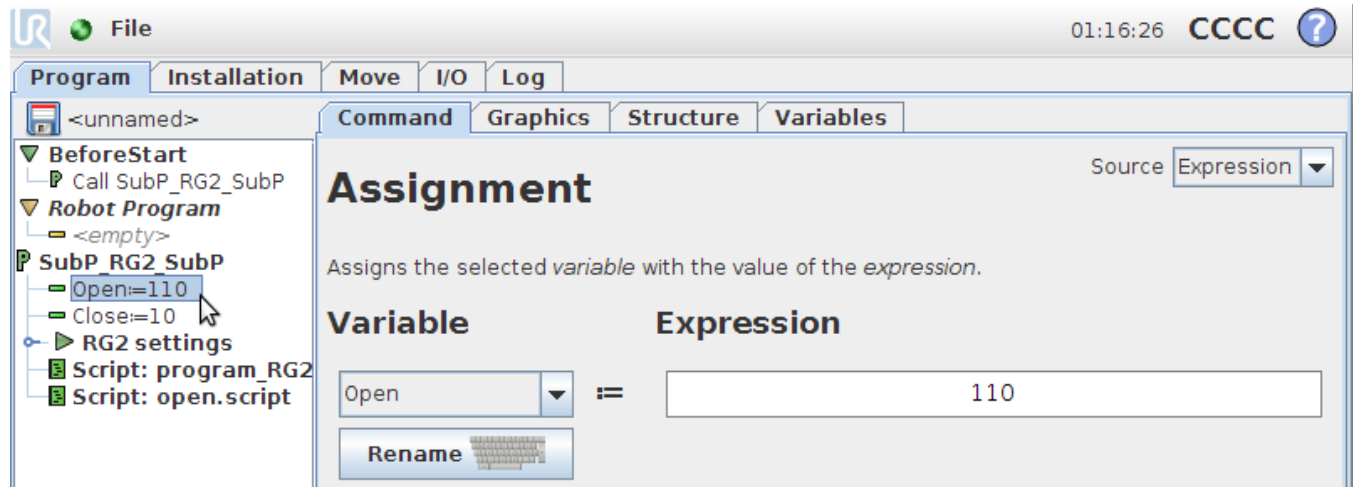 UR File 01:16:26 CCCC ?
Program Installation Move I/O Log
<unnamed>
Command Graphics Structure Variables
BeforeStart
P Call SubP_RG2_SubP
Robot Program
<empty>
P SubP_RG2_SubP
Open:=110
Close:=10
RG2 settings
Script: program_RG2
Script: open.script
Source Expression
Assignment
Assigns the selected variable with the value of the expression.
Variable Expression
Open := 110
Rename